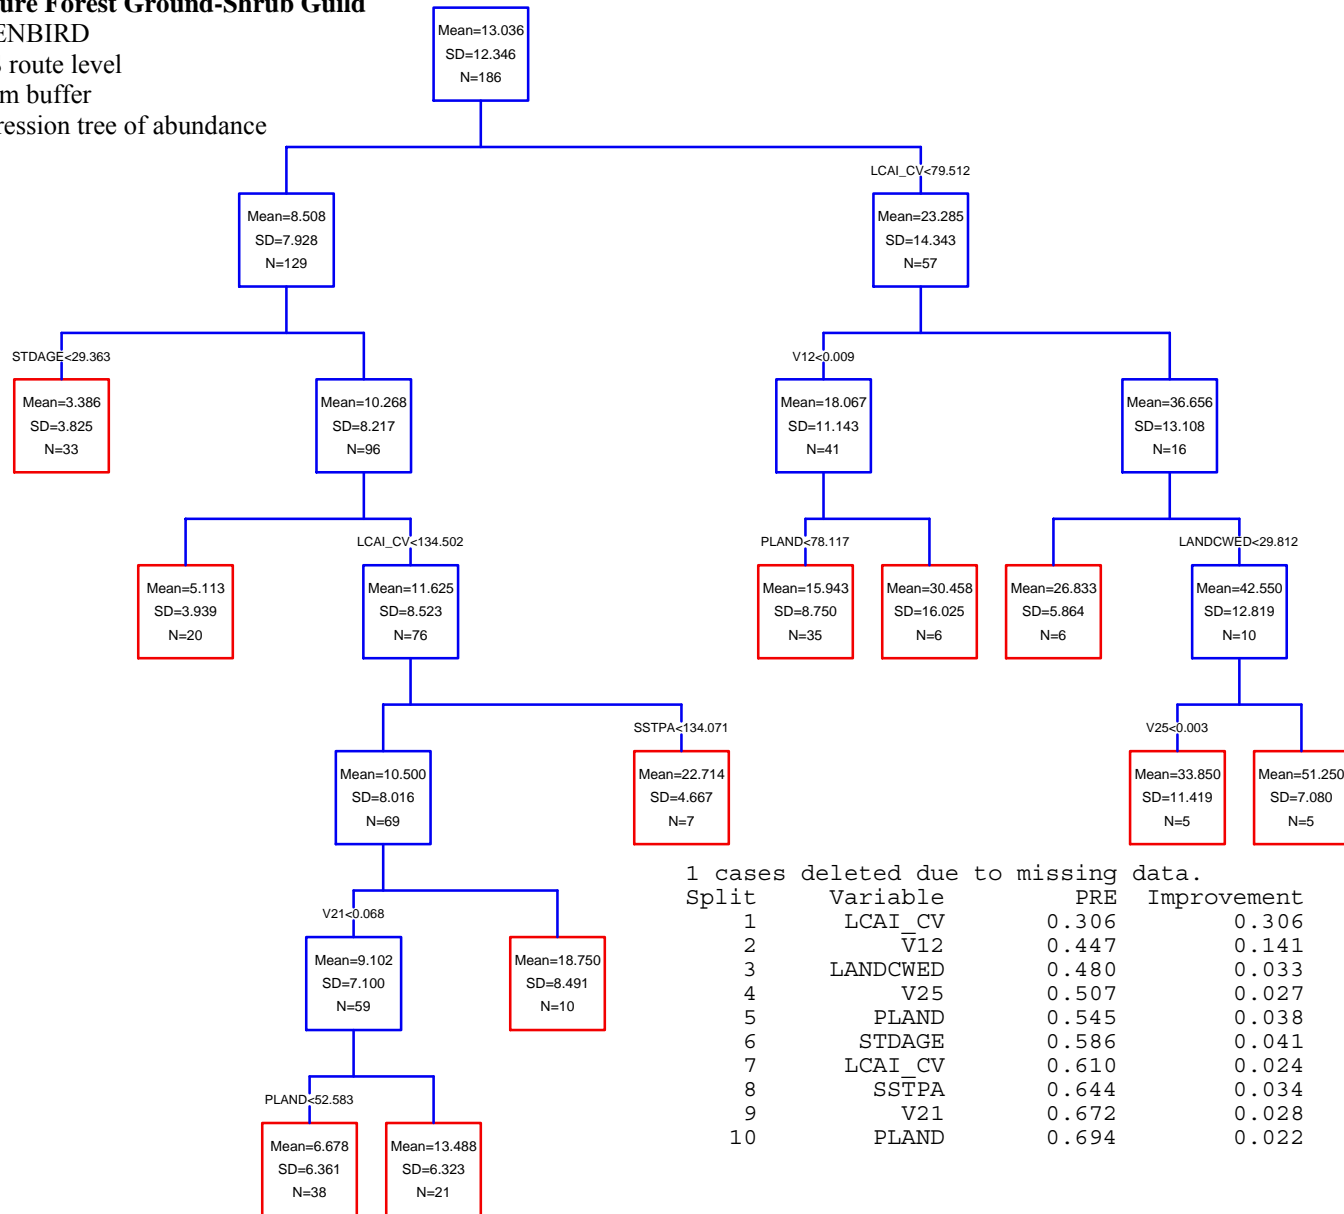 ure Forest Ground-Shrub Guild
ENBIRD
route level
m buffer
ression tree of abundance
Mean=13.036
SD=12.346
N=186
LCAI_CV<79.512
Mean=8.508
SD=7.928
N=129
Mean=23.285
SD=14.343
N=57
STDAGE<29.363
V12<0.009
Mean=3.386
SD=3.825
N=33
Mean=10.268
SD=8.217
N=96
Mean=18.067
SD=11.143
N=41
Mean=36.656
SD=13.108
N=16
LCAI_CV<134.502
PLAND<78.117
LANDCWED<29.812
Mean=5.113
SD=3.939
N=20
Mean=11.625
SD=8.523
N=76
Mean=15.943
SD=8.750
N=35
Mean=30.458
SD=16.025
N=6
Mean=26.833
SD=5.864
N=6
Mean=42.550
SD=12.819
N=10
SSTPA<134.071
V25<0.003
Mean=10.500
SD=8.016
N=69
Mean=22.714
SD=4.667
N=7
Mean=33.850
SD=11.419
N=5
Mean=51.250
SD=7.080
N=5
V21<0.068
Mean=9.102
SD=7.100
N=59
Mean=18.750
SD=8.491
N=10
PLAND<52.583
Mean=6.678
SD=6.361
N=38
Mean=13.488
SD=6.323
N=21
1 cases deleted due to missing data.
Split Variable PRE Improvement
1 LCAI_CV 0.306 0.306
2 V12 0.447 0.141
3 LANDCWED 0.480 0.033
4 V25 0.507 0.027
5 PLAND 0.545 0.038
6 STDAGE 0.586 0.041
7 LCAI_CV 0.610 0.024
8 SSTPA 0.644 0.034
9 V21 0.672 0.028
10 PLAND 0.694 0.022